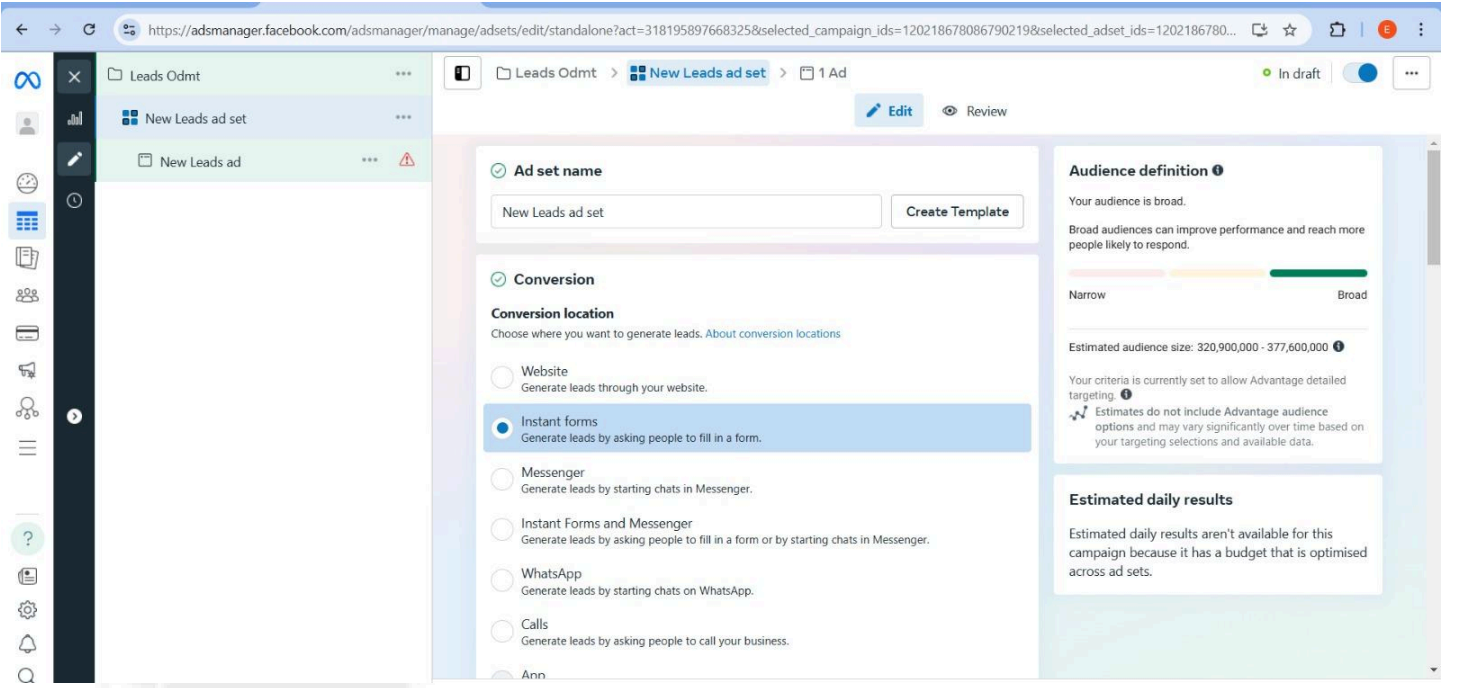 https://adsmanager.facebook.com/adsmanager/manage/adsets/edit/standalone?act=318195897668325&selected_campaign_ids=120218678086790219&selected_adset_ids=1202186780...
E
Leads Odmt
New Leads ad set
New Leads ad
Leads Odmt > New Leads ad set > 1 Ad
In draft
Edit
Review
Ad set name
New Leads ad set
Create Template
Conversion
Conversion location
Choose where you want to generate leads. About conversion locations
Website
Generate leads through your website.
Instant forms
Generate leads by asking people to fill in a form.
Messenger
Generate leads by starting chats in Messenger.
Instant Forms and Messenger
Generate leads by asking people to fill in a form or by starting chats in Messenger.
WhatsApp
Generate leads by starting chats on WhatsApp.
Calls
Generate leads by asking people to call your business.
App
Audience definition
Your audience is broad.
Broad audiences can improve performance and reach more
people likely to respond.
Narrow
Broad
Estimated audience size: 320,900,000 - 377,600,000
Your criteria is currently set to allow Advantage detailed
targeting.
Estimates do not include Advantage audience
options and may vary significantly over time based on
your targeting selections and available data.
Estimated daily results
Estimated daily results aren't available for this
campaign because it has a budget that is optimised
across ad sets.